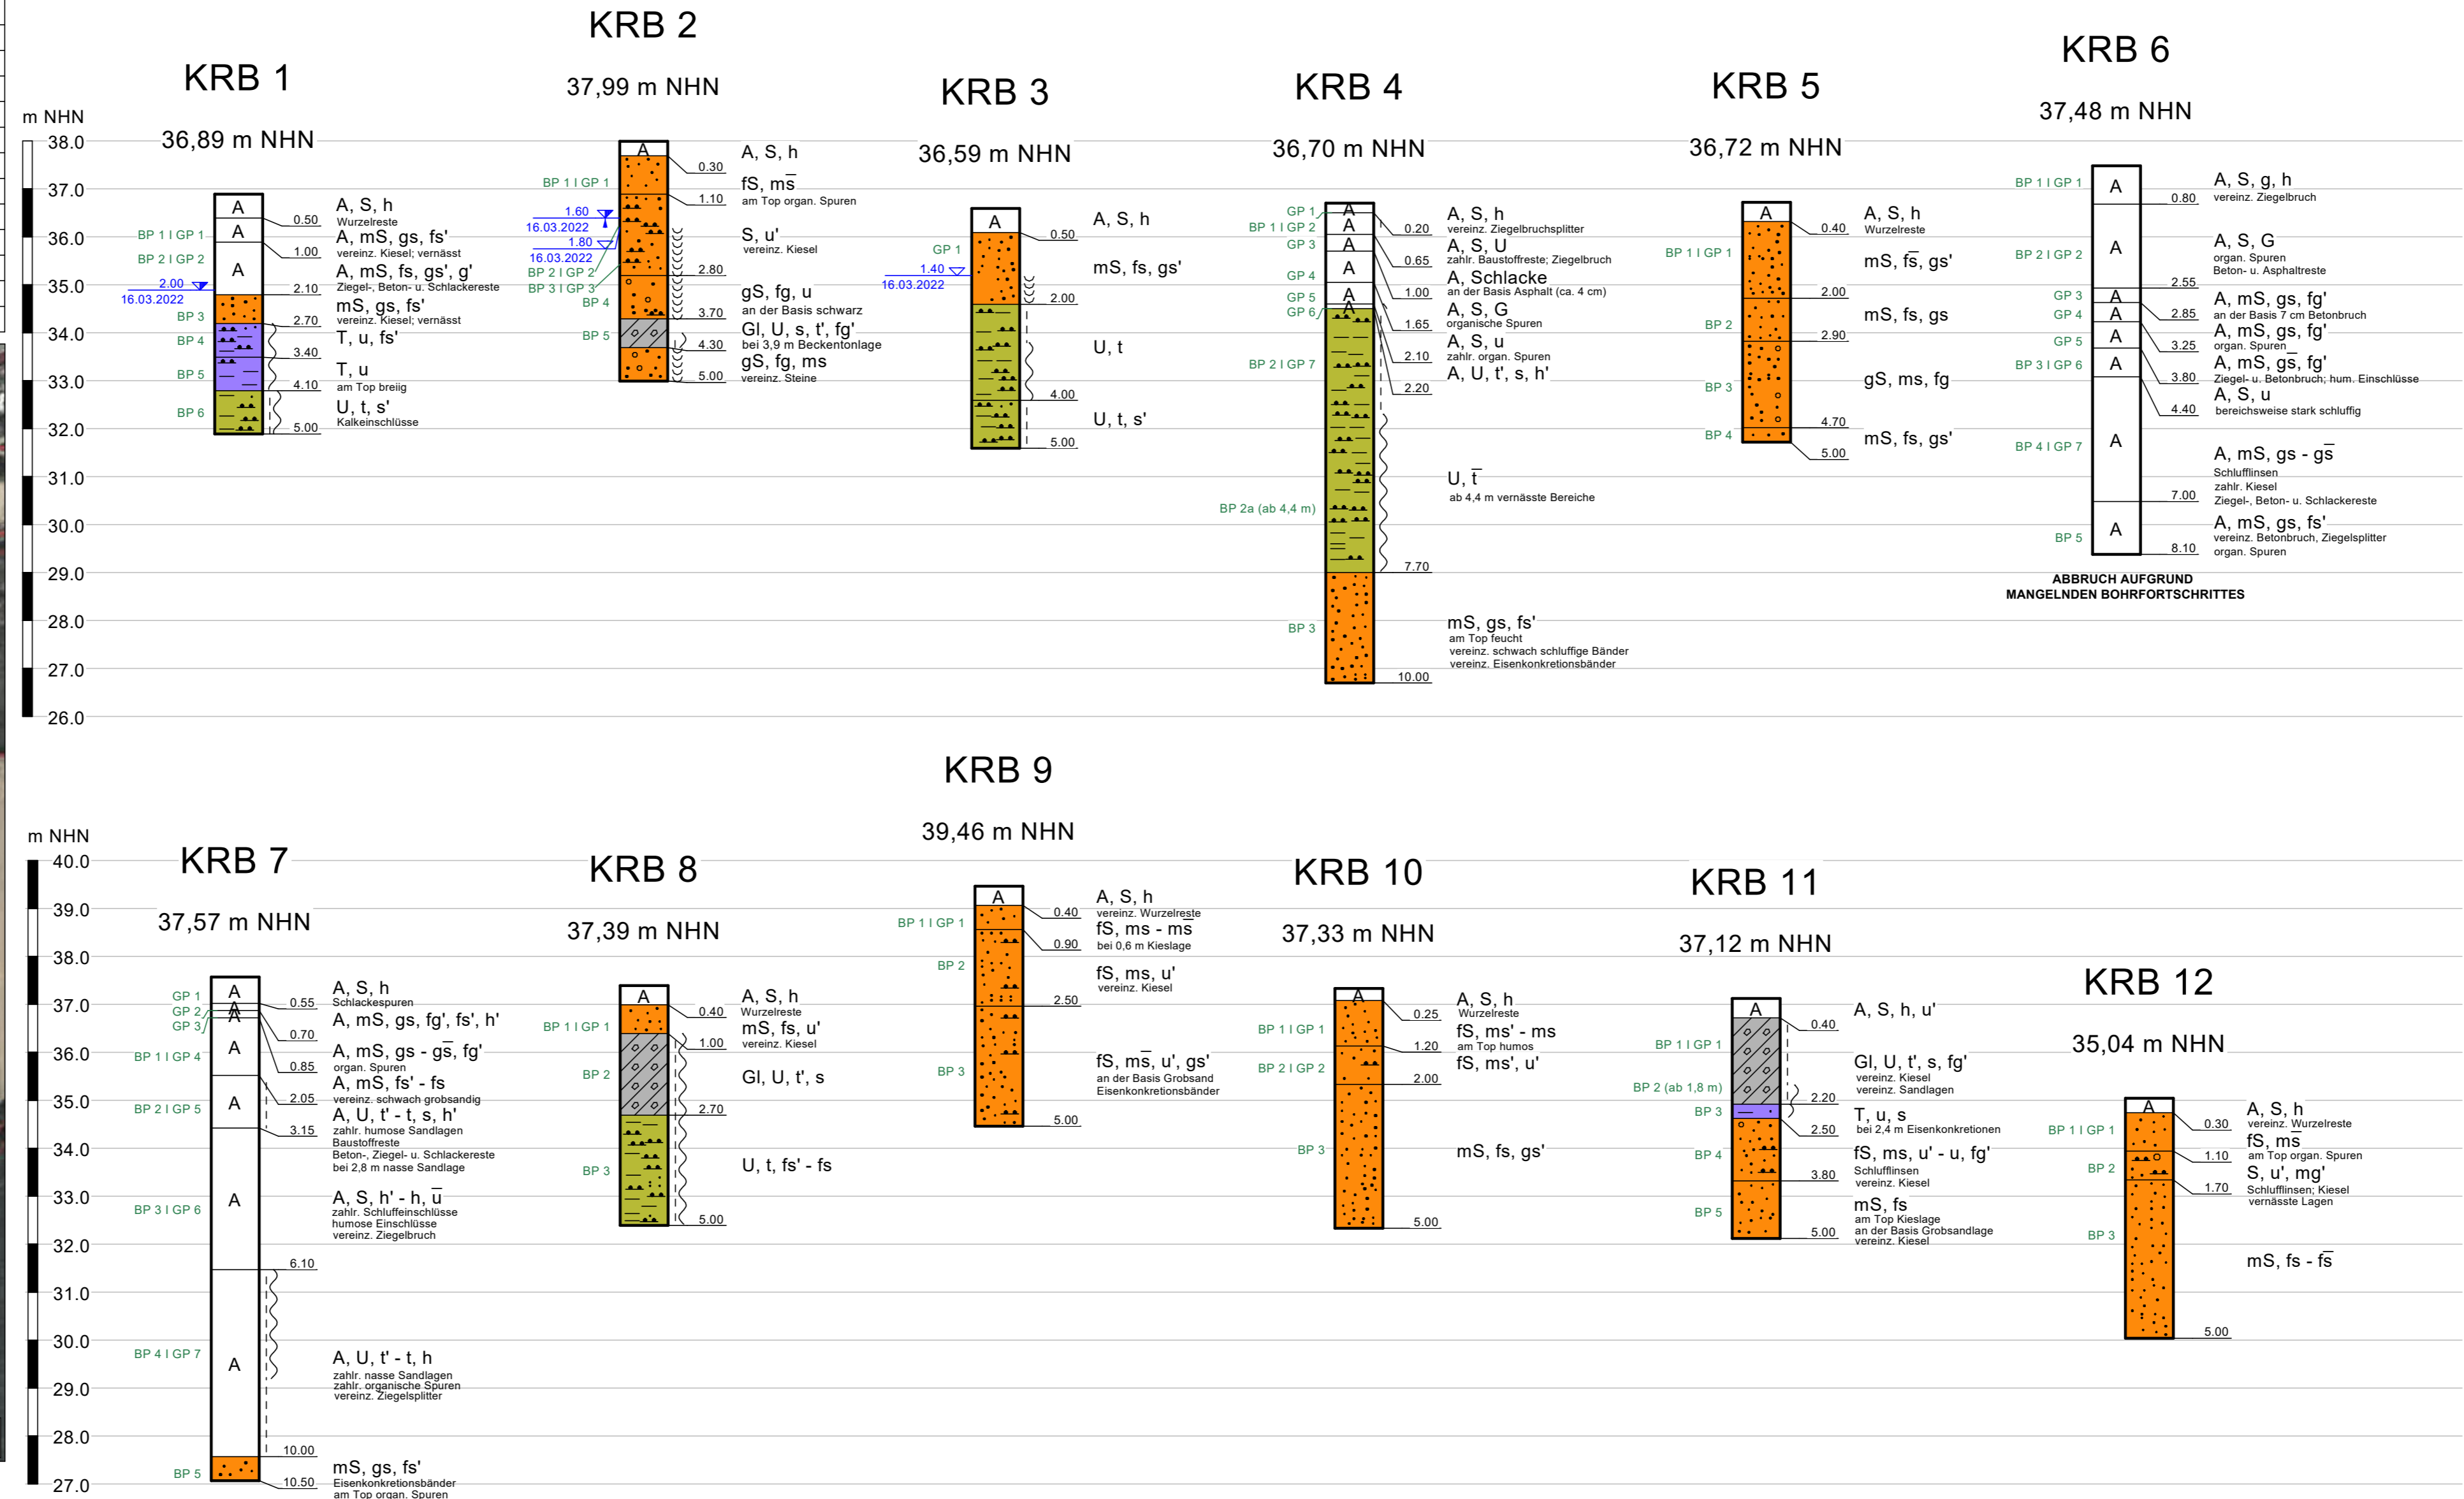 KRB 1
36,89 m NHN
m NHN
38.0
37.0
36.0
35.0
34.0
33.0
32.0
31.0
30.0
29.0
28.0
27.0
26.0
A
A
A
BP 1 I GP 1
BP 2 I GP 2
2.00
16.03.2022
BP 3
BP 4
BP 5
BP 6
0.50
1.00
2.10
2.70
3.40
4.10
5.00
A, S, h
Wurzelreste
A, mS, gs, fs'
vereinz. Kiesel; vernässt
A, mS, fs, gs', g'
Ziegel-, Beton- u. Schlackereste
mS, gs, fs'
vereinz. Kiesel; vernässt
T, u, fs'
T, u
am Top breiig
U, t, s'
Kalkeinschlüsse
KRB 2
37,99 m NHN
A
BP 1 I GP 1
1.60
16.03.2022
1.80
16.03.2022
BP 2 I GP 2
BP 3 I GP 3
BP 4
BP 5
0.30
1.10
2.80
3.70
4.30
5.00
A, S, h
fS, ms̅
am Top organ. Spuren
S, u'
vereinz. Kiesel
gS, fg, u
an der Basis schwarz
Gl, U, s, t', fg'
bei 3,9 m Beckentonlage
gS, fg, ms
vereinz. Steine
KRB 3
36,59 m NHN
GP 1
1.40
16.03.2022
0.50
2.00
4.00
5.00
A, S, h
mS, fs, gs'
U, t
U, t, s'
KRB 4
36,70 m NHN
A
A
A
A
A
A
GP 1
BP 1 I GP 2
GP 3
GP 4
GP 5
GP 6
BP 2 I GP 7
BP 2a (ab 4,4 m)
BP 3
0.20
0.65
1.00
1.65
2.10
2.20
7.70
10.00
A, S, h
vereinz. Ziegelbruchsplitter
A, S, U
zahlr. Baustoffreste; Ziegelbruch
A, Schlacke
an der Basis Asphalt (ca. 4 cm)
A, S, G
organische Spuren
A, S, u
zahlr. organ. Spuren
A, U, t', s, h'
U, t̅
ab 4,4 m vernässte Bereiche
mS, gs, fs'
am Top feucht
vereinz. schwach schluffige Bänder
vereinz. Eisenkonkretionsbänder
KRB 5
36,72 m NHN
A
BP 1 I GP 1
BP 2
BP 3
BP 4
0.40
2.00
2.90
4.70
5.00
A, S, h
Wurzelreste
mS, fs̅, gs'
mS, fs, gs
gS, ms, fg
mS, fs, gs'
KRB 6
37,48 m NHN
A
A
A
A
A
A
A
A
BP 1 I GP 1
BP 2 I GP 2
GP 3
GP 4
GP 5
BP 3 I GP 6
BP 4 I GP 7
BP 5
0.80
2.55
2.85
3.25
3.80
4.40
7.00
8.10
A, S, g, h
vereinz. Ziegelbruch
A, S, G
organ. Spuren
Beton- u. Asphaltreste
A, mS, gs, fg'
an der Basis 7 cm Betonbruch
A, mS, gs, fg'
organ. Spuren
A, mS, gs̅, fg'
Ziegel- u. Betonbruch; hum. Einschlüsse
A, S, u
bereichsweise stark schluffig
A, mS, gs - gs̅
Schlufflinsen
zahlr. Kiesel
Ziegel-, Beton- u. Schlackereste
A, mS, gs, fs'
vereinz. Betonbruch, Ziegelsplitter
organ. Spuren
ABBRUCH AUFGRUND
MANGELNDEN BOHRFORTSCHRITTES
m NHN
40.0
39.0
38.0
37.0
36.0
35.0
34.0
33.0
32.0
31.0
30.0
29.0
28.0
27.0
KRB 7
37,57 m NHN
A
A
A
A
A
A
A
GP 1
GP 2
GP 3
BP 1 I GP 4
BP 2 I GP 5
BP 3 I GP 6
BP 4 I GP 7
BP 5
0.55
0.70
0.85
2.05
3.15
6.10
10.00
10.50
A, S, h
Schlackespuren
A, mS, gs, fg', fs', h'
A, mS, gs - gs̅, fg'
organ. Spuren
A, mS, fs' - fs
vereinz. schwach grobsandig
A, U, t' - t, s, h'
zahlr. humose Sandlagen
Baustoffreste
Beton-, Ziegel- u. Schlackereste
bei 2,8 m nasse Sandlage
A, S, h' - h, u̅
zahlr. Schluffeinschlüsse
humose Einschlüsse
vereinz. Ziegelbruch
A, U, t' - t, h
zahlr. nasse Sandlagen
zahlr. organische Spuren
vereinz. Ziegelsplitter
mS, gs, fs'
Eisenkonkretionsbänder
am Top organ. Spuren
KRB 8
37,39 m NHN
A
BP 1 I GP 1
BP 2
BP 3
0.40
1.00
2.70
5.00
A, S, h
Wurzelreste
mS, fs, u'
vereinz. Kiesel
Gl, U, t', s
U, t, fs' - fs
KRB 9
39,46 m NHN
A
BP 1 I GP 1
BP 2
BP 3
0.40
0.90
2.50
5.00
A, S, h
vereinz. Wurzelreste
fS, ms - ms̅
bei 0,6 m Kieslage
fS, ms, u'
vereinz. Kiesel
fS, ms̅, u', gs'
an der Basis Grobsand
Eisenkonkretionsbänder
KRB 10
37,33 m NHN
A
BP 1 I GP 1
BP 2 I GP 2
BP 3
0.25
1.20
2.00
5.00
A, S, h
Wurzelreste
fS, ms' - ms
am Top humos
fS, ms', u'
mS, fs, gs'
KRB 11
37,12 m NHN
A
BP 1 I GP 1
BP 2 (ab 1,8 m)
BP 3
BP 4
BP 5
0.40
2.20
2.50
3.80
5.00
A, S, h, u'
Gl, U, t', s, fg'
vereinz. Kiesel
vereinz. Sandlagen
T, u, s
bei 2,4 m Eisenkonkretionen
fS, ms, u' - u, fg'
Schlufflinsen
vereinz. Kiesel
mS, fs
am Top Kieslage
an der Basis Grobsandlage
vereinz. Kiesel
KRB 12
35,04 m NHN
A
BP 1 I GP 1
BP 2
BP 3
0.30
1.10
1.70
5.00
A, S, h
vereinz. Wurzelreste
fS, ms̅
am Top organ. Spuren
S, u', mg'
Schlufflinsen; Kiesel
vernässte Lagen
mS, fs - fs̅